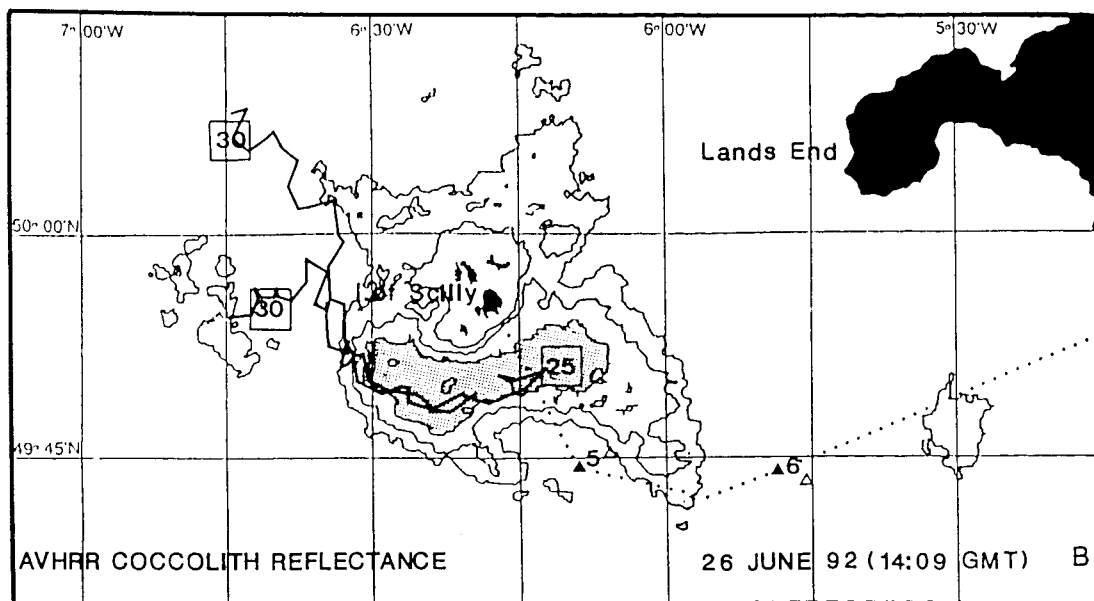 7° 00'W 6° 30'W 6° 00'W 5° 30'W
30
Lands End
50° 00'N
I. of Scilly
30
25
49° 45'N
5
6
AVHRR COCCOLITH REFLECTANCE 26 JUNE 92 (14:09 GMT) B